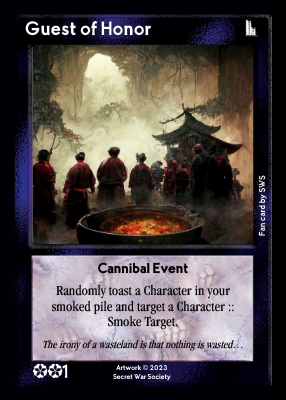 Guest of Honor
Fan card by SWS
Cannibal Event
Randomly toast a Character in your
smoked pile and target a Character ::
Smoke Target.
The irony of a wasteland is that nothing is wasted…
1
Artwork © 2023
Secret War Society